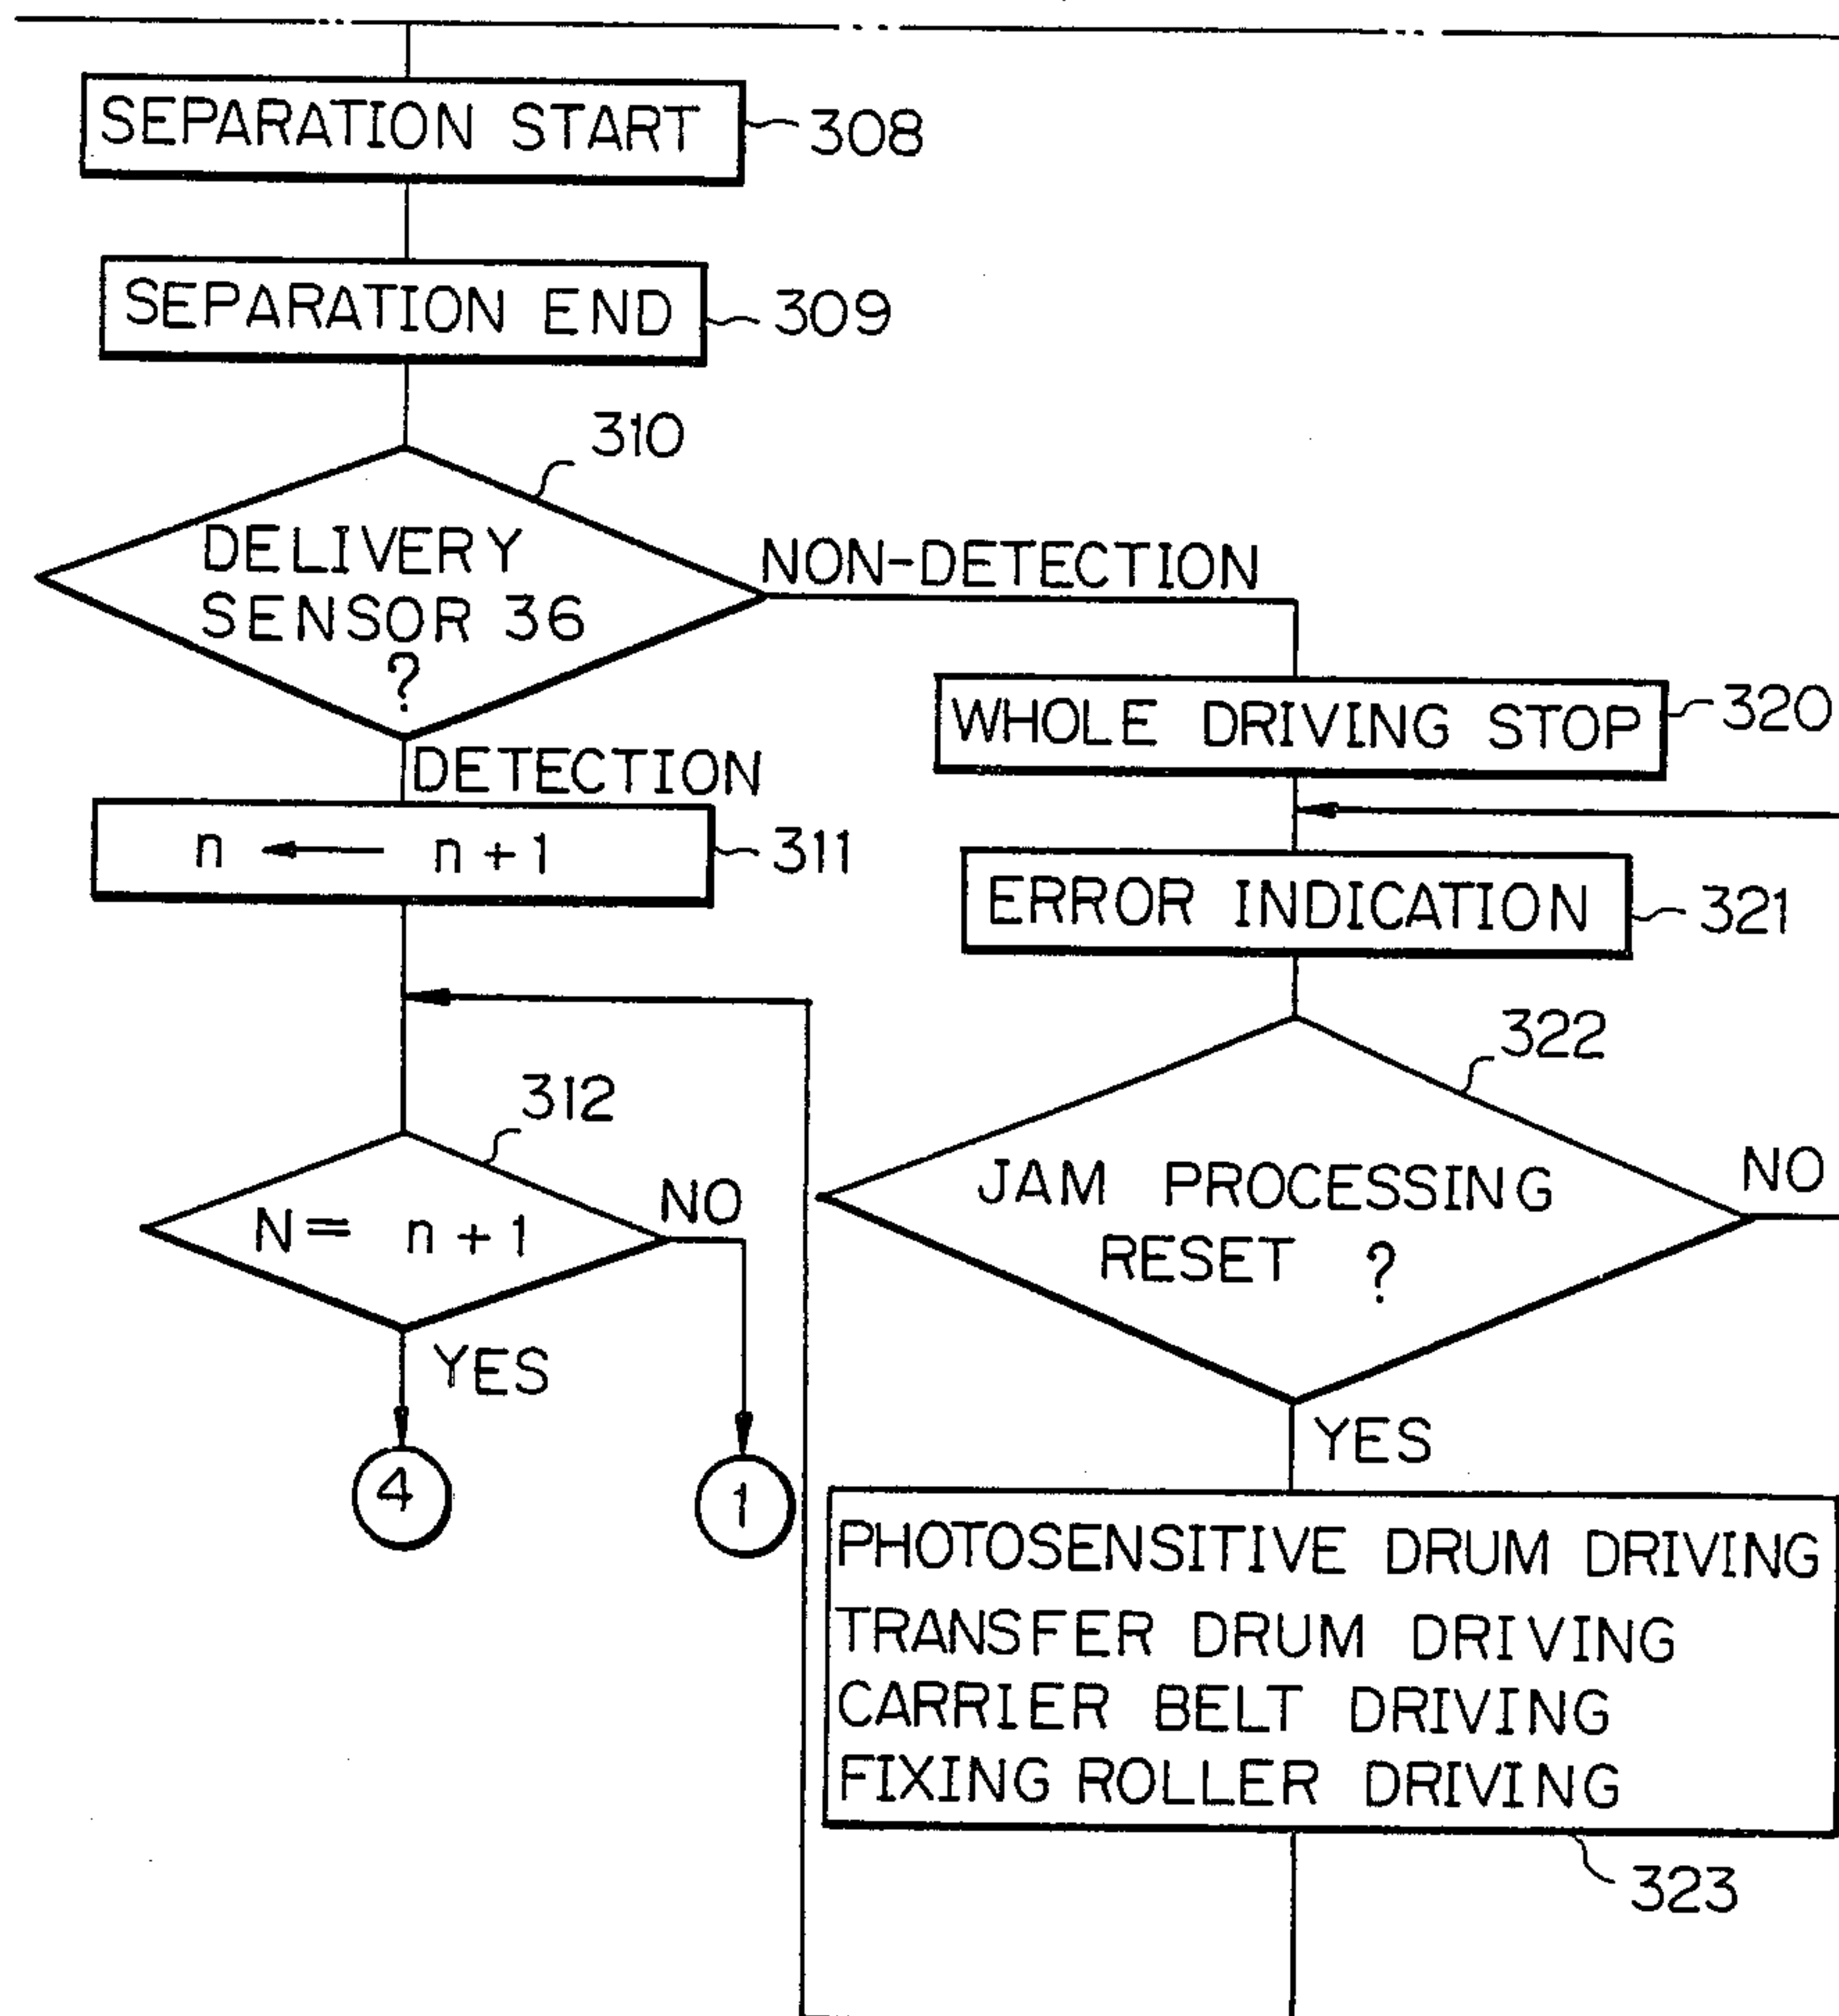 SEPARATION START
308
SEPARATION END
309
310
DELIVERY
SENSOR 36
?
NON-DETECTION
DETECTION
n ← n+1
311
312
N= n+1
NO
YES
4
1
WHOLE DRIVING STOP
320
ERROR INDICATION
321
322
JAM PROCESSING
RESET ?
NO
YES
PHOTOSENSITIVE DRUM DRIVING
TRANSFER DRUM DRIVING
CARRIER BELT DRIVING
FIXING ROLLER DRIVING
323